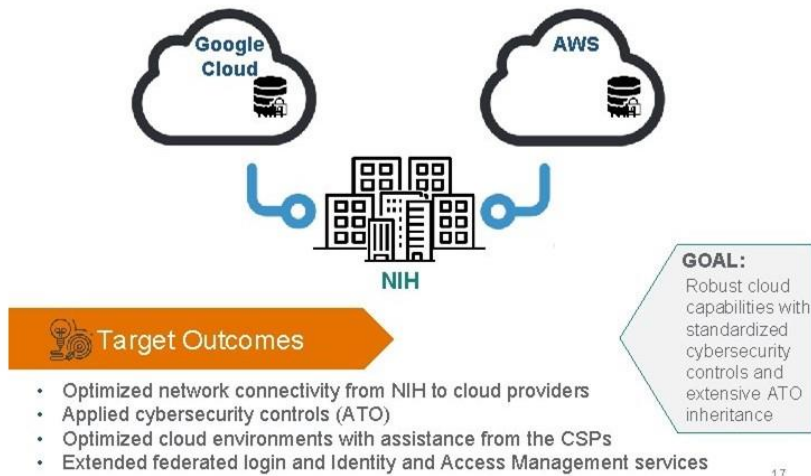 Google
Cloud
NIH
AWS
NIH
NIH
Target Outcomes
GOAL:
Robust cloud
capabilities with
standardized
cybersecurity
controls and
extensive ATO
inheritance
• Optimized network connectivity from NIH to cloud providers
• Applied cybersecurity controls (ATO)
• Optimized cloud environments with assistance from the CSPs
• Extended federated login and Identity and Access Management services
17